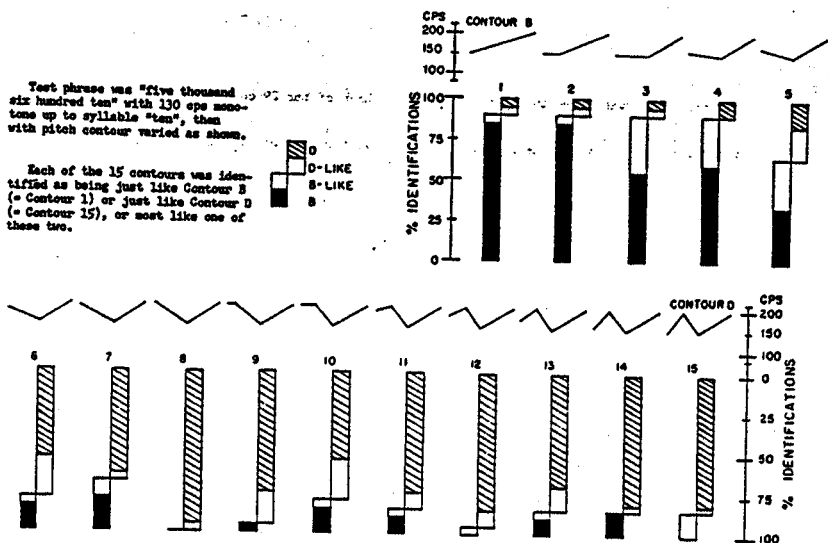 Test phrase was "five thousand
six hundred ten" with 130 cps mono-
tone up to syllable "ten", then
with pitch contour varied as shown.
Each of the 15 contours was iden-
tified as being just like Contour B
(= Contour 1) or just like Contour D
(= Contour 15), or most like one of
these two.
D
D-LIKE
B-LIKE
B
CPS
CONTOUR B
200
150
100
1 2 3 4 5
% IDENTIFICATIONS
100
75
50
25
0
CONTOUR D
CPS
200
150
100
6 7 8 9 10 11 12 13 14 15
% IDENTIFICATIONS
0
25
50
75
100